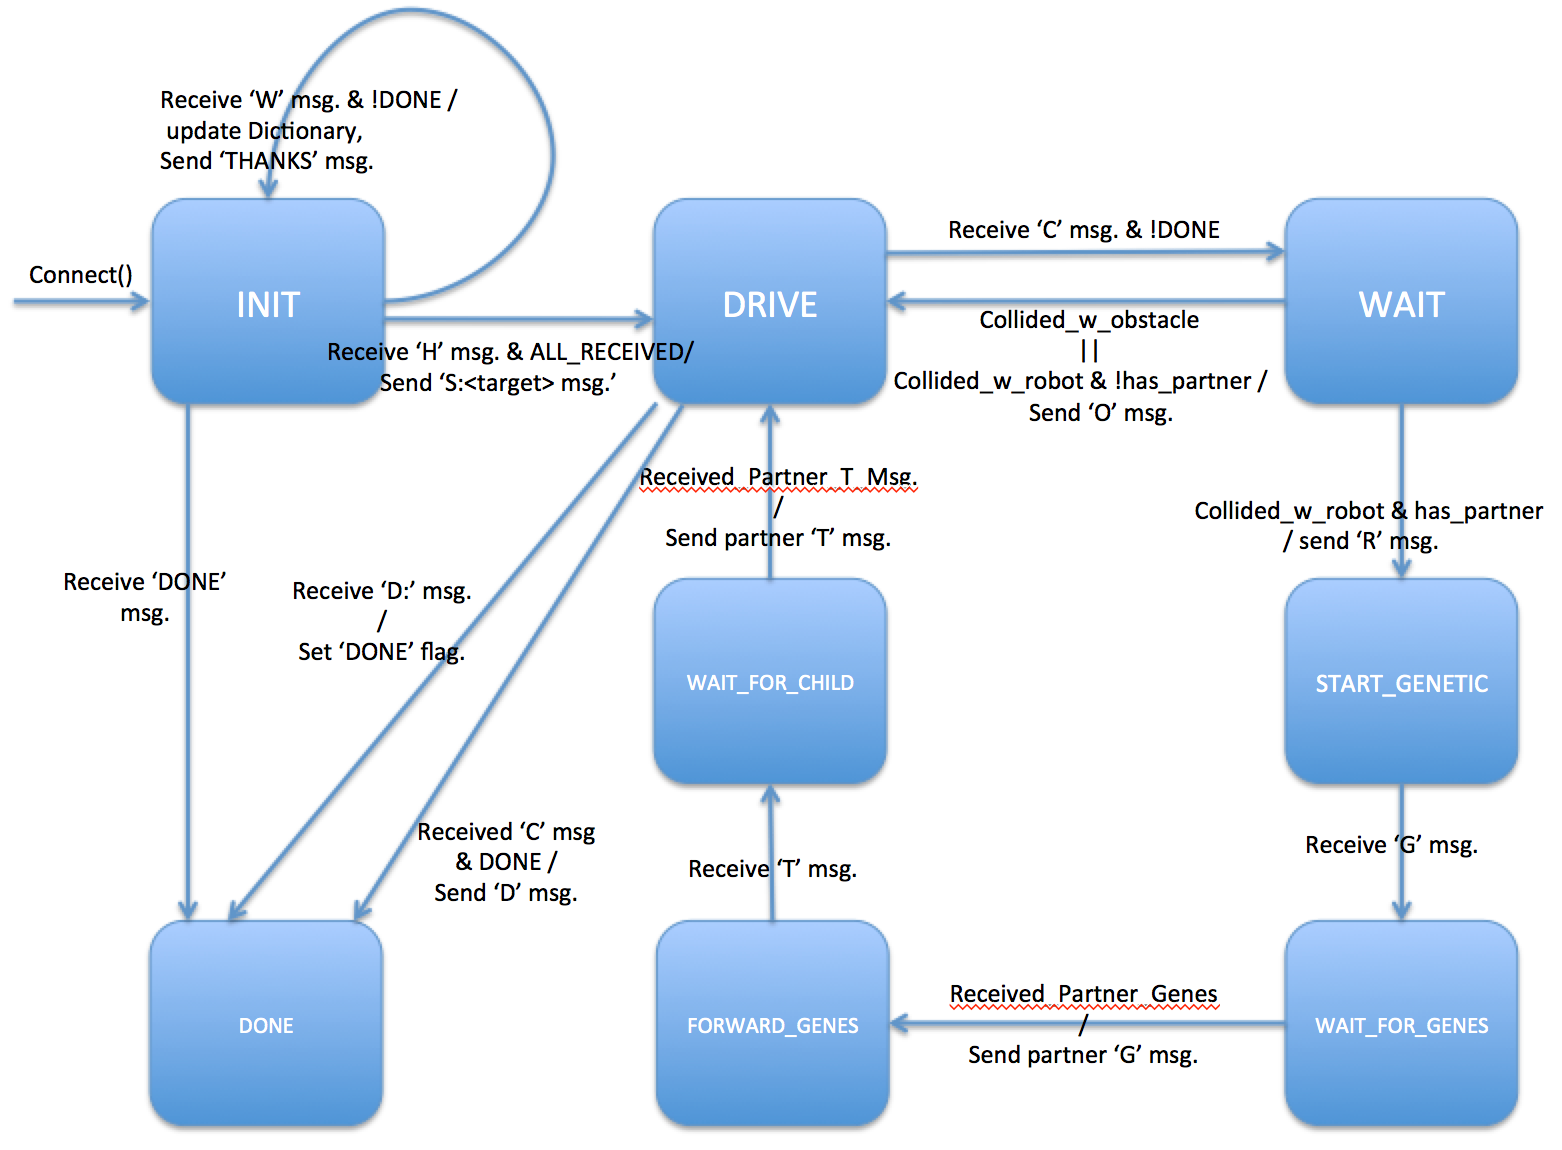 Receive ‘W’ msg. & !DONE /
update Dictionary,
Send ‘THANKS’ msg.
Connect()
INIT
Receive ‘H’ msg. & ALL_RECEIVED/
Send ‘S:<target> msg.’
DRIVE
Receive ‘C’ msg. & !DONE
WAIT
Collided_w_obstacle
||
Collided_w_robot & !has_partner /
Send ‘O’ msg.
Received_Partner_T_Msg.
/
Send partner ‘T’ msg.
Collided_w_robot & has_partner
/ send ‘R’ msg.
Receive ‘DONE’
msg.
Receive ‘D:’ msg.
/
Set ‘DONE’ flag.
WAIT_FOR_CHILD
START_GENETIC
Received ‘C’ msg
& DONE /
Send ‘D’ msg.
Receive ‘T’ msg.
Receive ‘G’ msg.
DONE
FORWARD_GENES
Received_Partner_Genes
/
Send partner ‘G’ msg.
WAIT_FOR_GENES